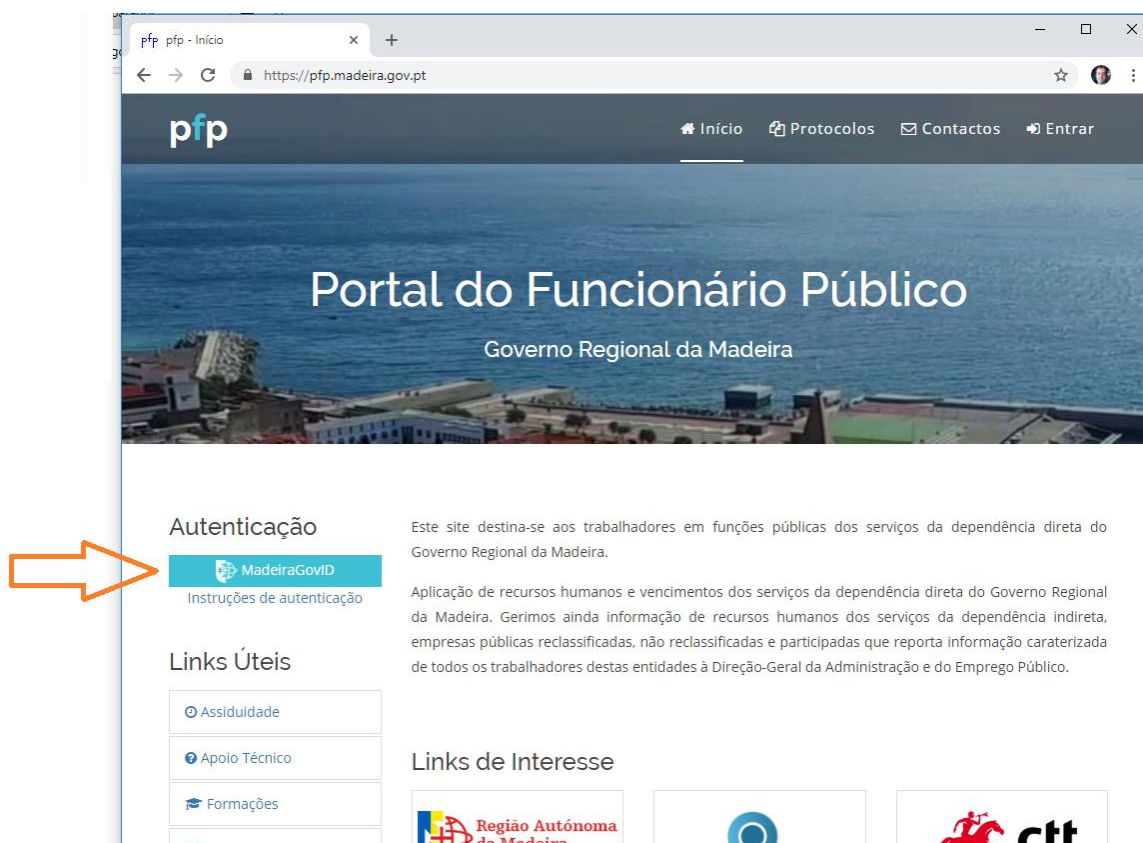 pfp pfp - Início
https://pfp.madeira.gov.pt
pfp
Início Protocolos Contactos Entrar
Portal do Funcionário Público
Governo Regional da Madeira
Autenticação
MadeiraGovID
Instruções de autenticação
Este site destina-se aos trabalhadores em funções públicas dos serviços da dependência direta do
Governo Regional da Madeira.
Aplicação de recursos humanos e vencimentos dos serviços da dependência direta do Governo Regional
da Madeira. Gerimos ainda informação de recursos humanos dos serviços da dependência indireta,
empresas públicas reclassificadas, não reclassificadas e participadas que reporta informação caraterizada
de todos os trabalhadores destas entidades à Direção-Geral da Administração e do Emprego Público.
Links Úteis
Assiduidade
Apoio Técnico
Formações
Links de Interesse
Região Autónoma
da Madeira
ctt